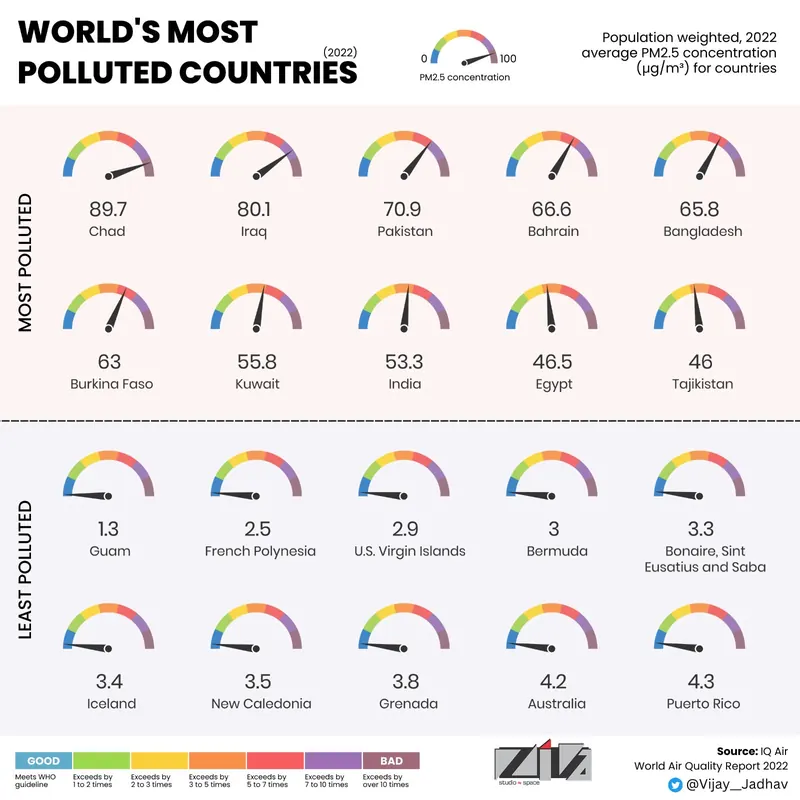 WORLD'S MOST
(2022)
POLLUTED COUNTRIES
0
100
PM2.5 concentration
Population weighted, 2022
average PM2.5 concentration
(μg/m³) for countries
MOST POLLUTED
89.7
Chad
80.1
Iraq
70.9
Pakistan
66.6
Bahrain
65.8
Bangladesh
63
Burkina Faso
55.8
Kuwait
53.3
India
46.5
Egypt
46
Tajikistan
LEAST POLLUTED
1.3
Guam
2.5
French Polynesia
2.9
U.S. Virgin Islands
3
Bermuda
3.3
Bonaire, Sint
Eusatius and Saba
3.4
Iceland
3.5
New Caledonia
3.8
Grenada
4.2
Australia
4.3
Puerto Rico
GOOD
BAD
Meets WHO
guideline
Exceeds by
1 to 2 times
Exceeds by
2 to 3 times
Exceeds by
3 to 5 times
Exceeds by
5 to 7 times
Exceeds by
7 to 10 times
Exceeds by
over 10 times
studio space
Source: IQ Air
World Air Quality Report 2022
@Vijay__Jadhav